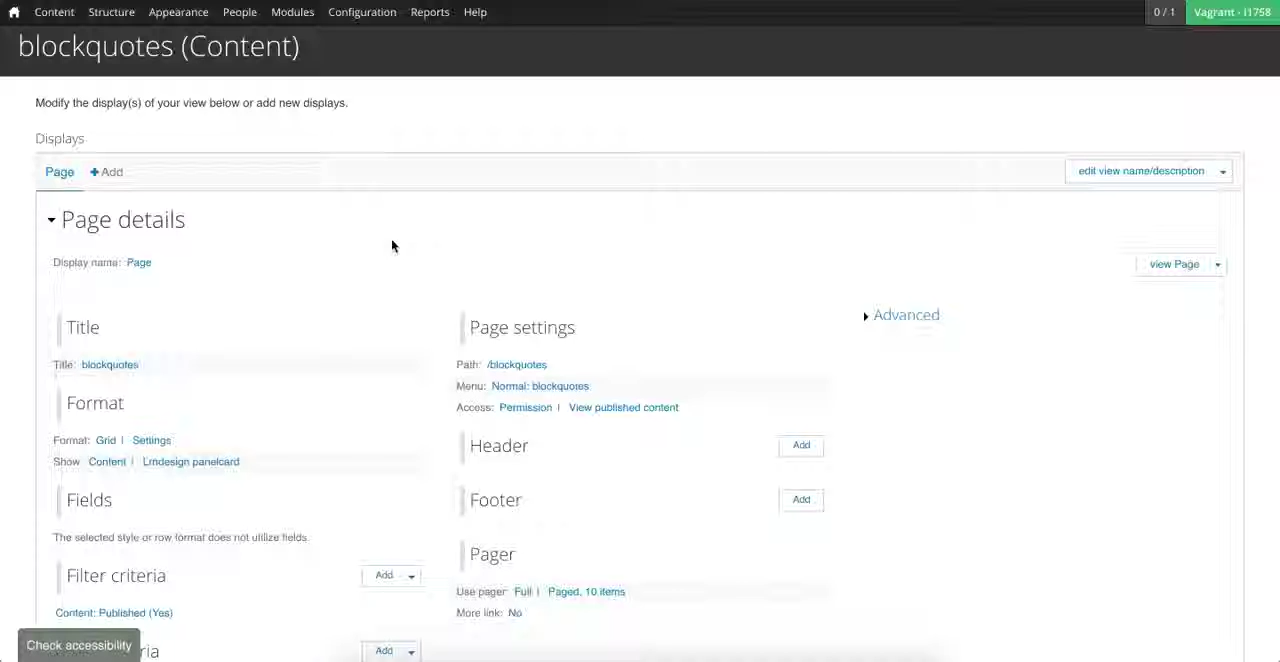 Content Structure Appearance People Modules Configuration Reports Help 0 / 1 Vagrant - i1758
blockquotes (Content)
Modify the display(s) of your view below or add new displays.
Displays
Page Add edit view name/description
Page details
Display name: Page view Page
Advanced
Title
Title: blockquotes
Format
Format: Grid | Settings
Show Content | Lrndesign panelcard
Fields
The selected style or row format does not utilize fields.
Filter criteria Add
Content: Published (Yes)
Add
Page settings
Path: /blockquotes
Menu: Normal: blockquotes
Access: Permission | View published content
Header Add
Footer Add
Pager
Use pager Full | Paged, 10 items
More link: No
Check accessibility